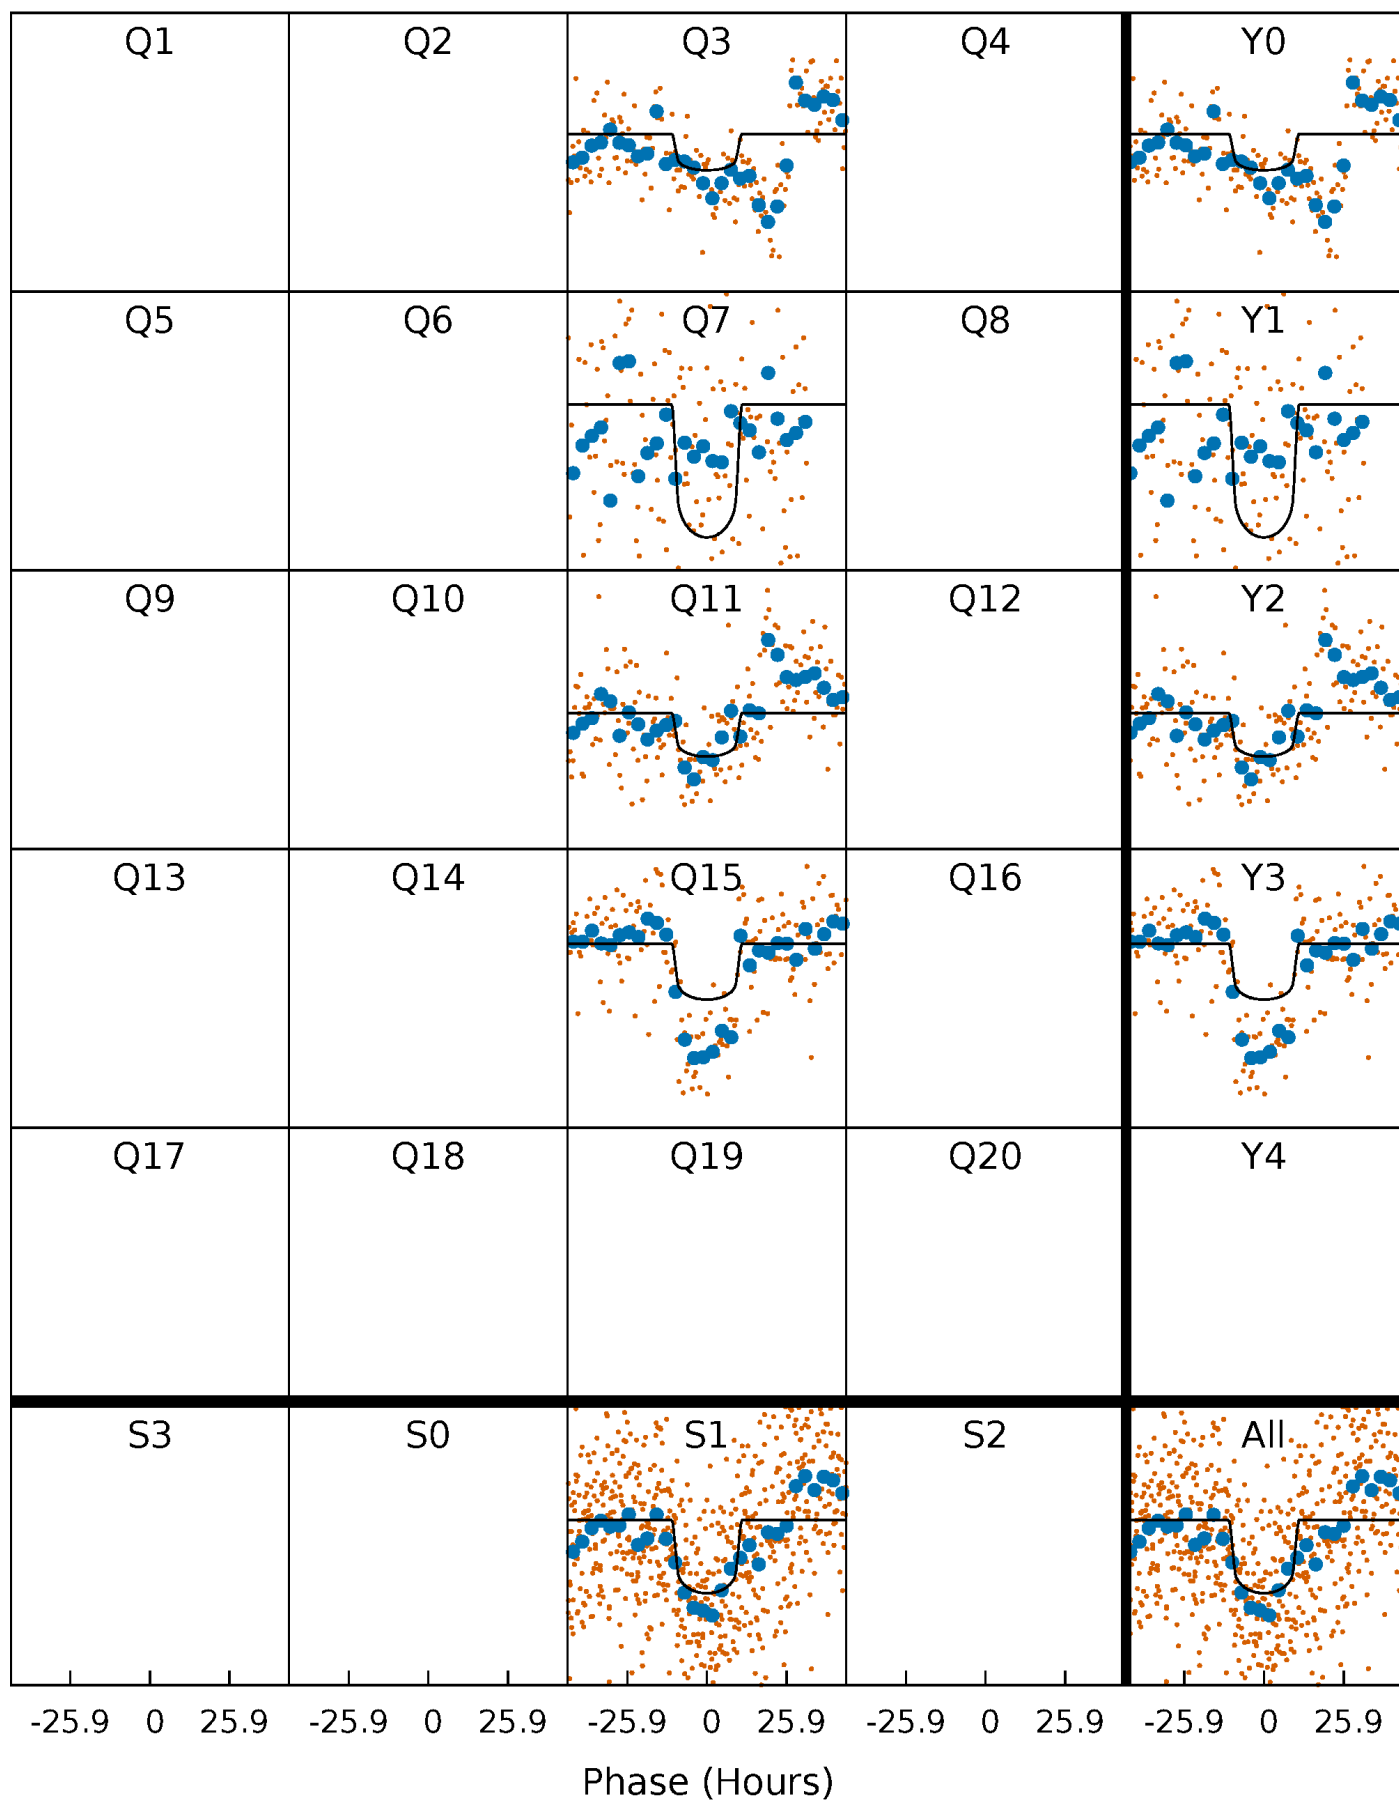 Q1 Q2 Q3 Q4 Y0
Q5 Q6 Q7 Q8 Y1
Q9 Q10 Q11 Q12 Y2
Q13 Q14 Q15 Q16 Y3
Q17 Q18 Q19 Q20 Y4
S3 S0 S1 S2 All
-25.9 0 25.9 -25.9 0 25.9 -25.9 0 25.9 -25.9 0 25.9 -25.9 0 25.9
Phase (Hours)